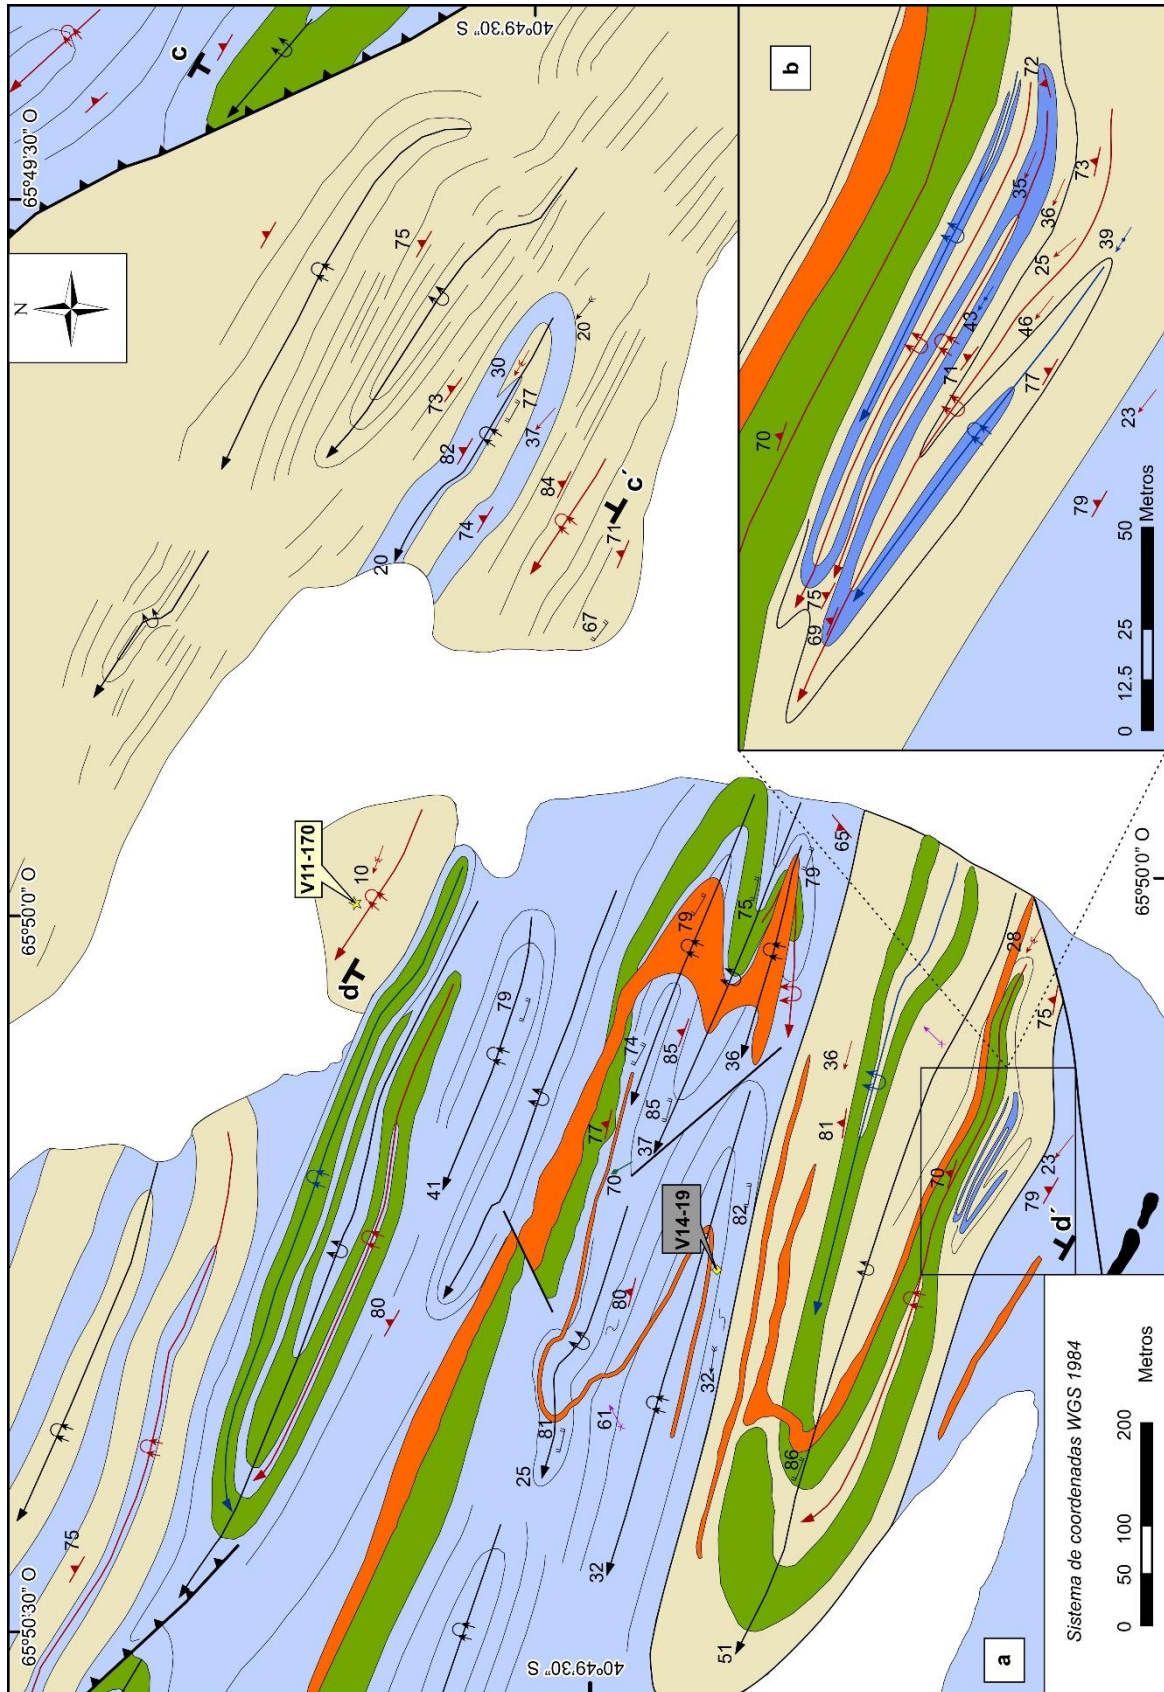 65°50'30" O
65°50'0" O
N
65°49'30" O
75
c
V11-170
10
d
80
20
75
73
41
82
40°49'30" S
74
30
79
25
77
37
81
84
20
40°49'30" S
67
77
32
61
71
70
80
c´
74
37
85
85
V14-19
79
32
51
36
82
75
86
79
81
36
65
70
28
79
75
23
d´
a
Sistema de coordenadas WGS 1984
0 50 100 200
Metros
b
70
69
75
71
43
35
46
72
77
25
36
79
73
39
23
0 12.5 25 50
Metros
65°50'0" O